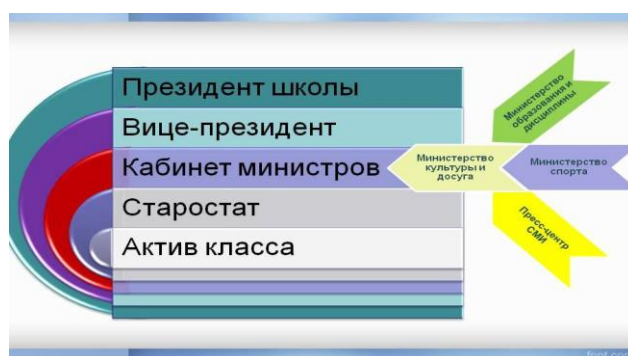 Президент школы
Вице-президент
Кабинет министров
Старостат
Актив класса
Министерство
образования и
дисциплины
Министерство
культуры и
досуга
Министерство
спорта
Пресс-центр
СМИ